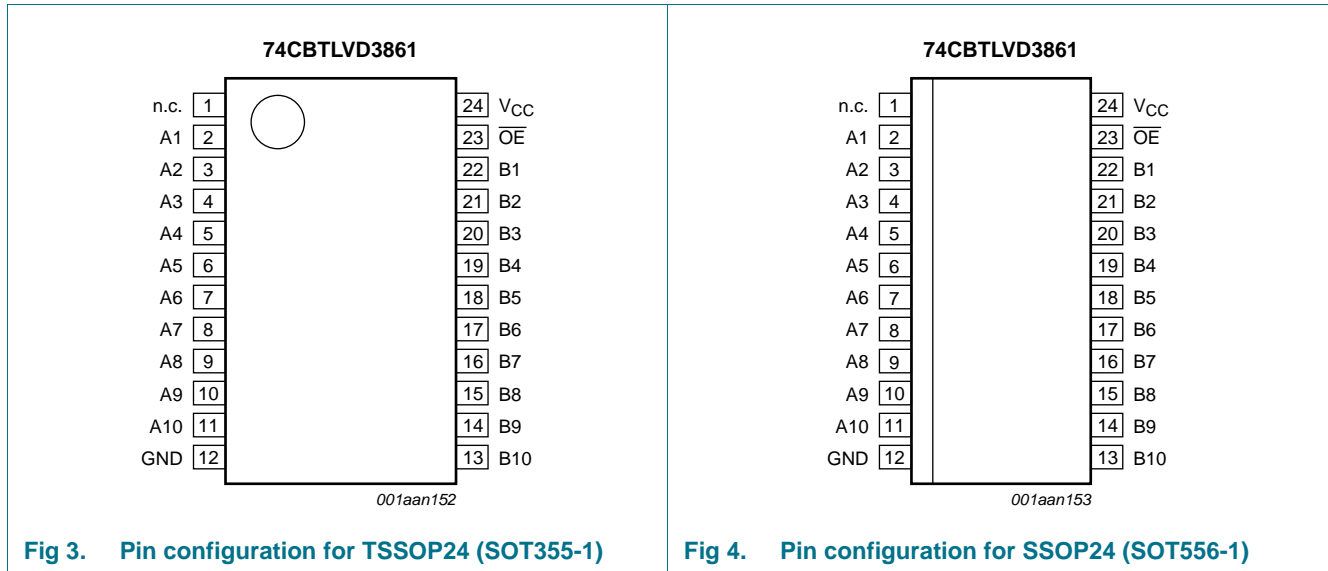 74CBTLVD3861
n.c. 1 24 VCC
A1 2 23 OE
A2 3 22 B1
A3 4 21 B2
A4 5 20 B3
A5 6 19 B4
A6 7 18 B5
A7 8 17 B6
A8 9 16 B7
A9 10 15 B8
A10 11 14 B9
GND 12 13 B10
001aan152
Fig 3. Pin configuration for TSSOP24 (SOT355-1)
74CBTLVD3861
n.c. 1 24 VCC
A1 2 23 OE
A2 3 22 B1
A3 4 21 B2
A4 5 20 B3
A5 6 19 B4
A6 7 18 B5
A7 8 17 B6
A8 9 16 B7
A9 10 15 B8
A10 11 14 B9
GND 12 13 B10
001aan153
Fig 4. Pin configuration for SSOP24 (SOT556-1)